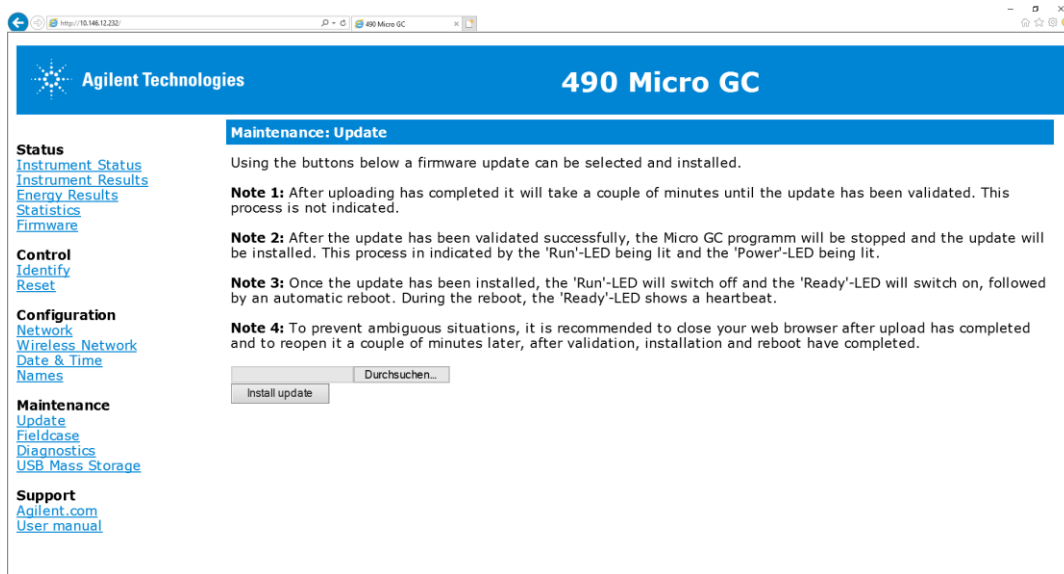 http://10.146.12.232/
490 Micro GC
Agilent Technologies
490 Micro GC
Status
Instrument Status
Instrument Results
Energy Results
Statistics
Firmware
Control
Identify
Reset
Configuration
Network
Wireless Network
Date & Time
Names
Maintenance
Update
Fieldcase
Diagnostics
USB Mass Storage
Support
Agilent.com
User manual
Maintenance: Update
Using the buttons below a firmware update can be selected and installed.
Note 1: After uploading has completed it will take a couple of minutes until the update has been validated. This
process is not indicated.
Note 2: After the update has been validated successfully, the Micro GC programm will be stopped and the update will
be installed. This process in indicated by the 'Run'-LED being lit and the 'Power'-LED being lit.
Note 3: Once the update has been installed, the 'Run'-LED will switch off and the 'Ready'-LED will switch on, followed
by an automatic reboot. During the reboot, the 'Ready'-LED shows a heartbeat.
Note 4: To prevent ambiguous situations, it is recommended to close your web browser after upload has completed
and to reopen it a couple of minutes later, after validation, installation and reboot have completed.
Durchsuchen...
Install update